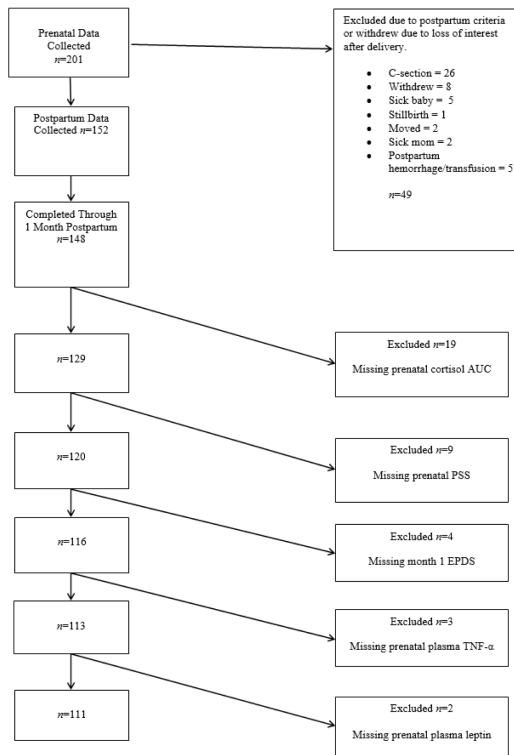 Prenatal Data
Collected
n=201
Excluded due to postpartum criteria
or withdrew due to loss of interest
after delivery.
• C-section = 26
• Withdrew = 8
• Sick baby = 5
• Stillbirth = 1
• Moved = 2
• Sick mom = 2
• Postpartum
hemorrhage/transfusion = 5
n=49
Postpartum Data
Collected n=152
Completed Through
1 Month Postpartum
n=148
n=129
Excluded n=19
Missing prenatal cortisol AUC
n=120
Excluded n=9
Missing prenatal PSS
n=116
Excluded n=4
Missing month 1 EPDS
n=113
Excluded n=3
Missing prenatal plasma TNF-α
n=111
Excluded n=2
Missing prenatal plasma leptin